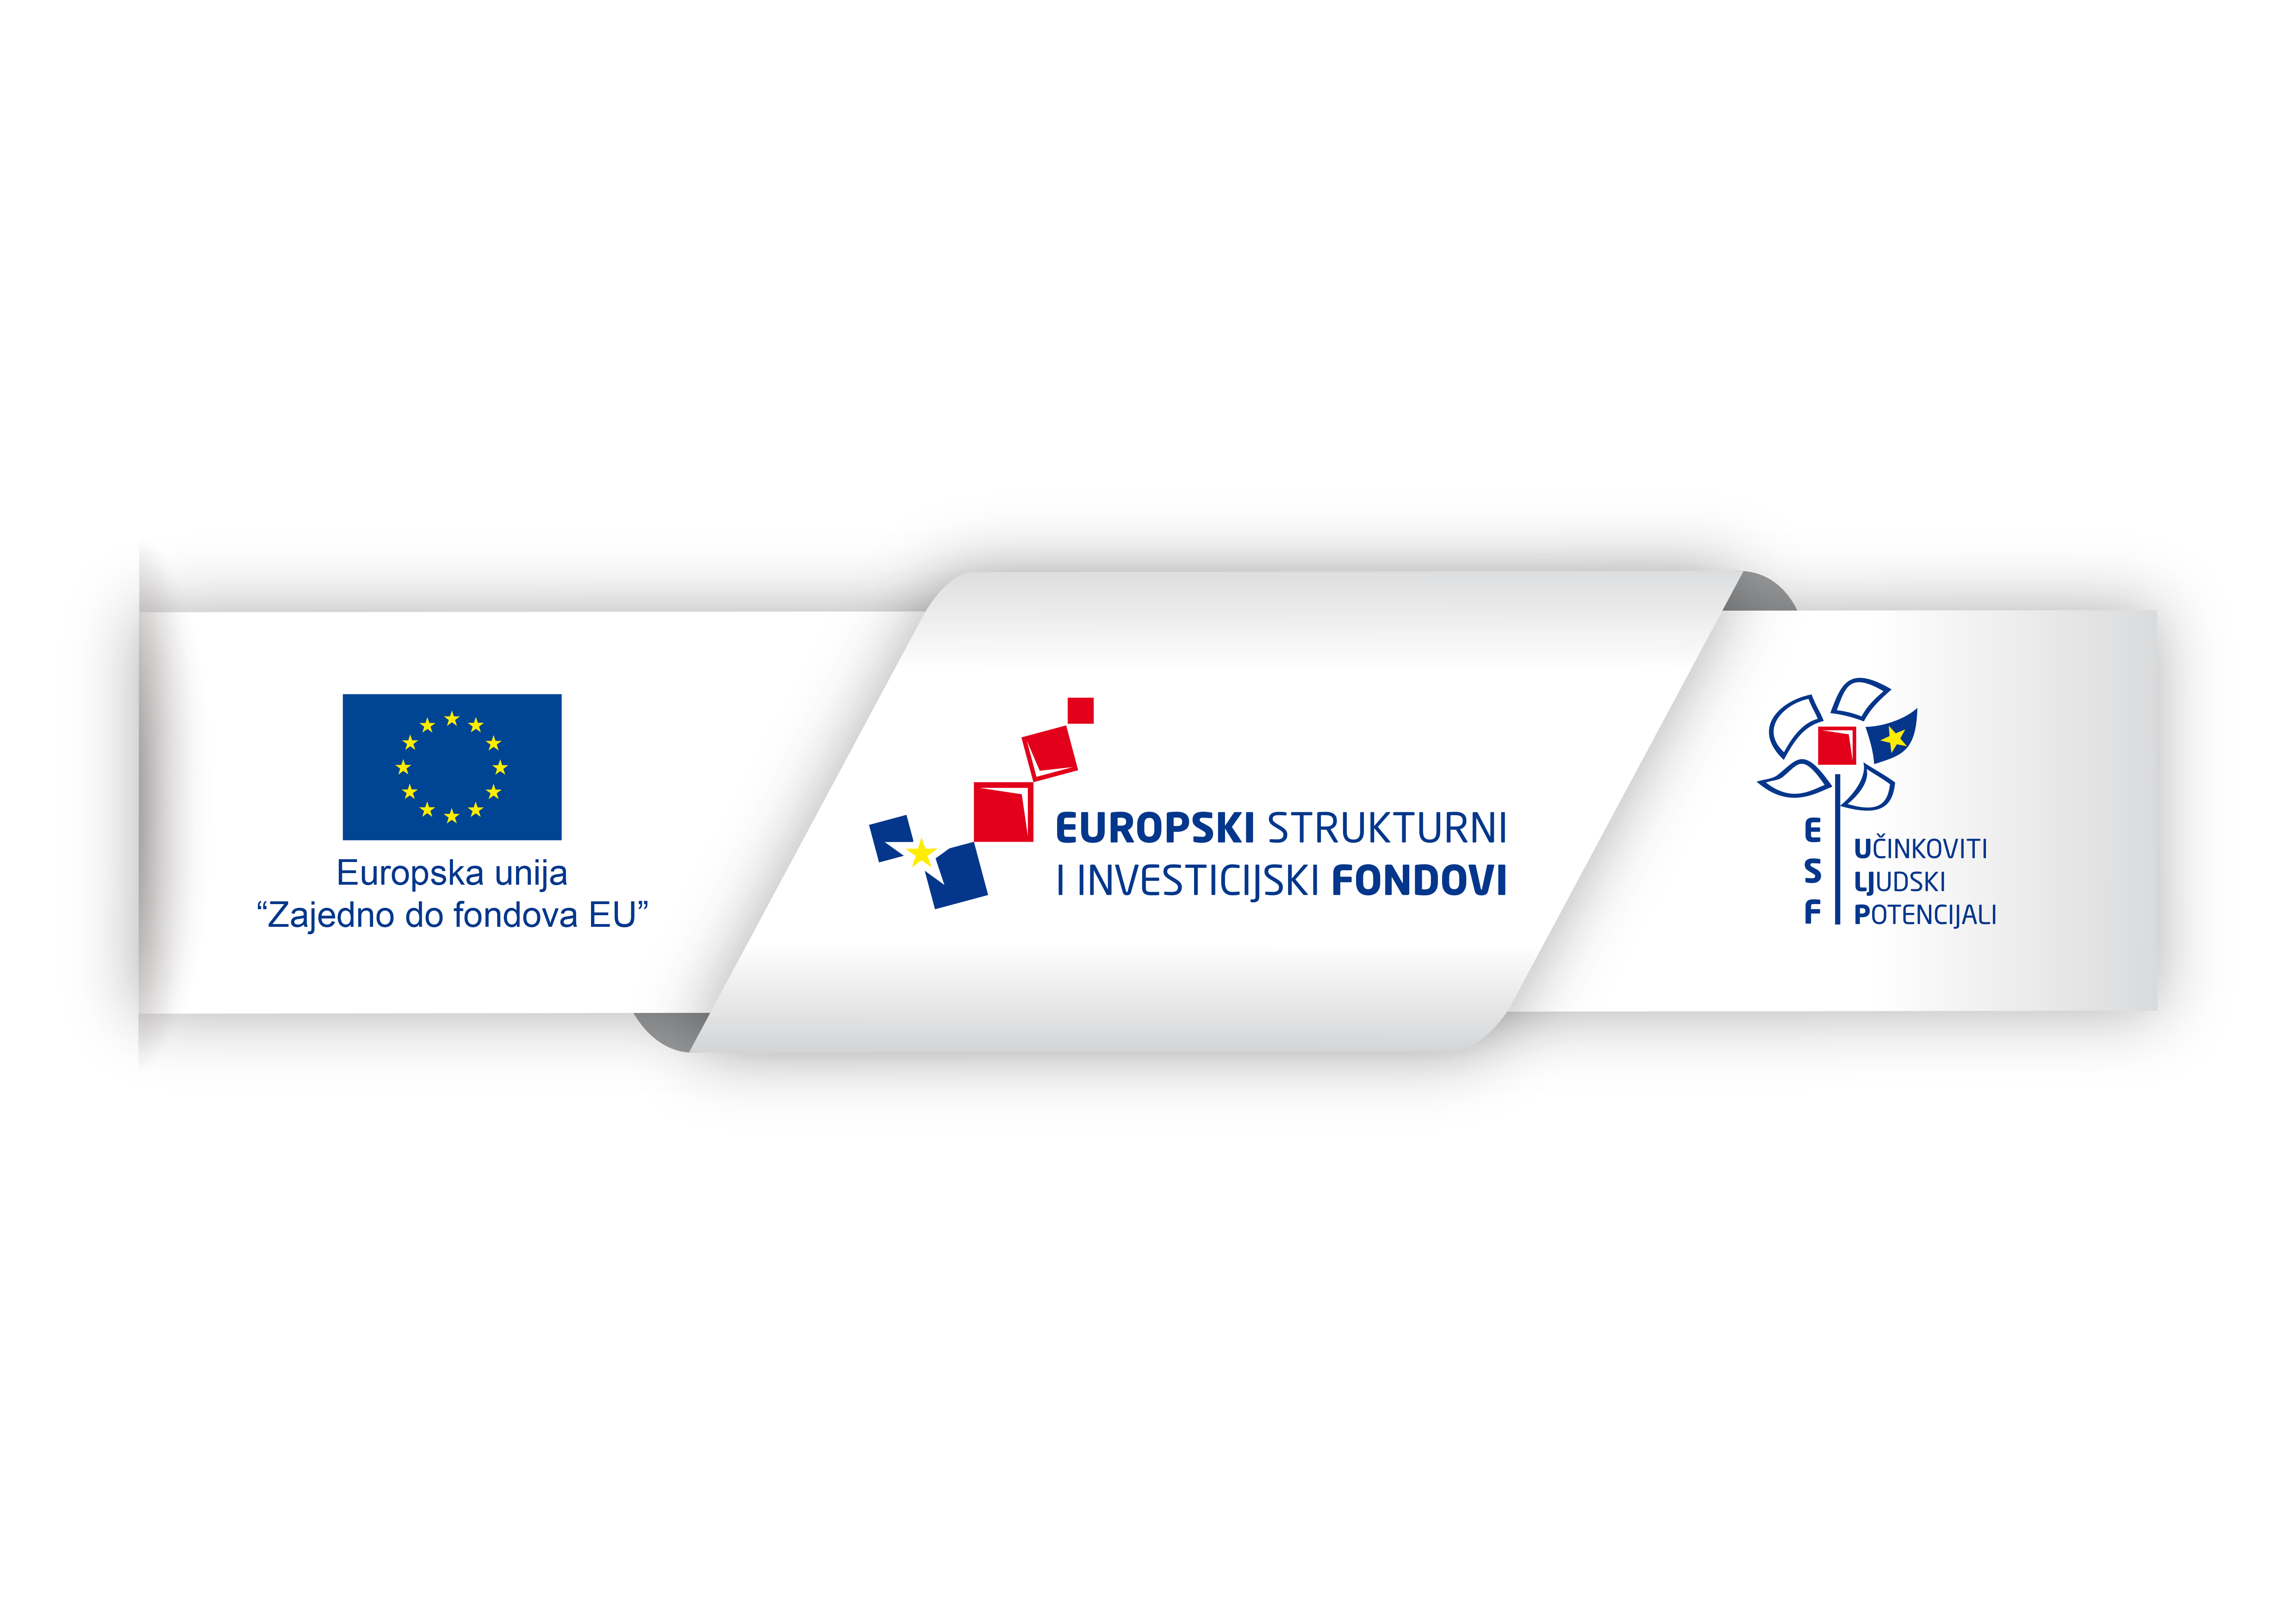 Europska unija
“Zajedno do fondova EU”
EUROPSKI STRUKTURNI
I INVESTICIJSKI FONDOVI
E
S
F
UČINKOVITI
LJUDSKI
POTENCIJALI